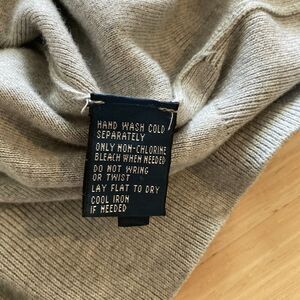 HAND WASH COLD
SEPARATELY
ONLY NON-CHLORINE
BLEACH WHEN NEEDED
DO NOT WRING
OR TWIST
LAY FLAT TO DRY
COOL IRON
IF NEEDED